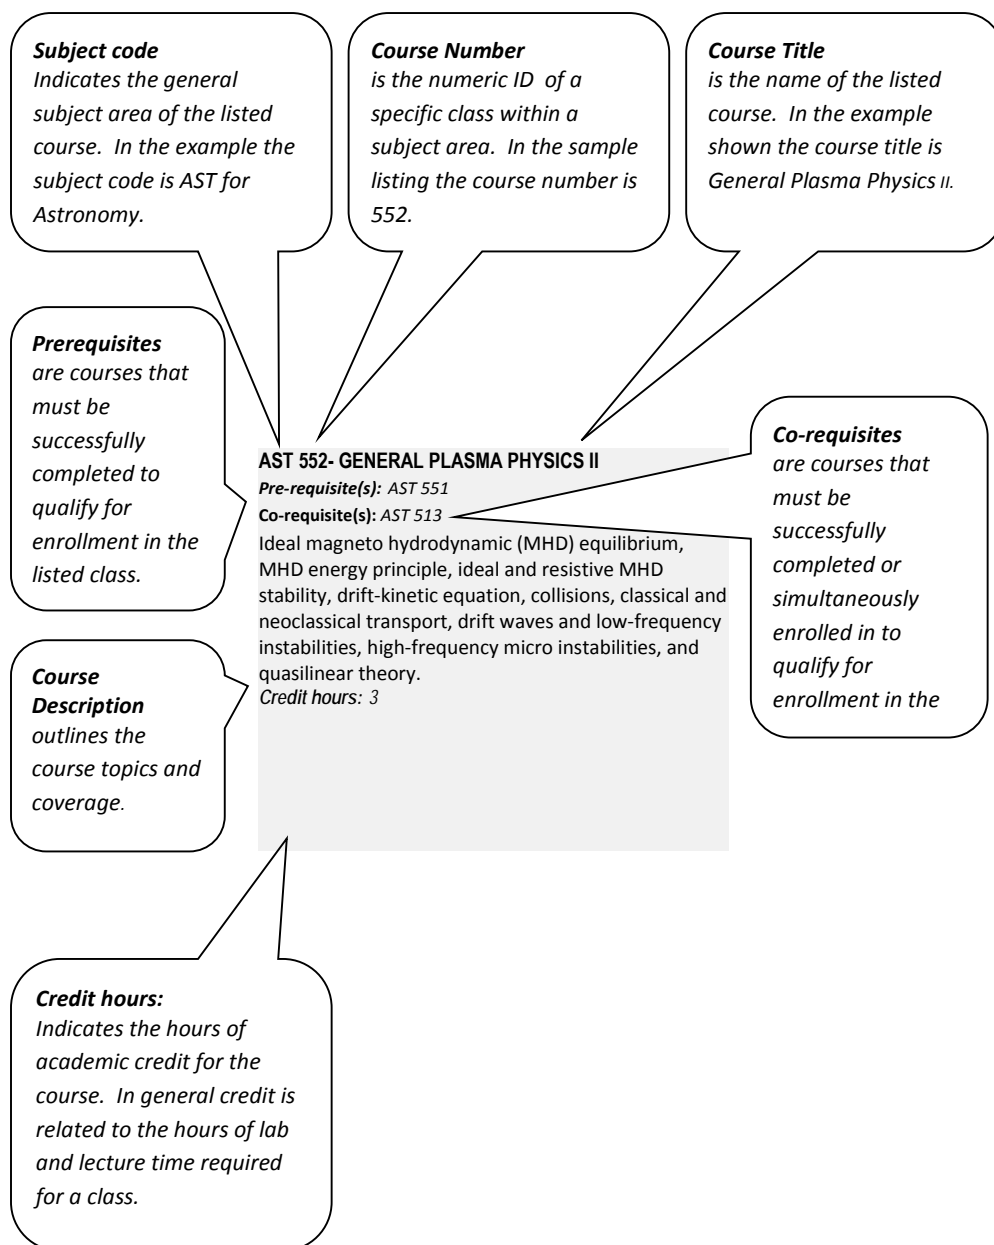 Subject code
Indicates the general
subject area of the listed
course. In the example the
subject code is AST for
Astronomy.
Course Number
is the numeric ID of a
specific class within a
subject area. In the sample
listing the course number is
552.
Course Title
is the name of the listed
course. In the example
shown the course title is
General Plasma Physics II.
Prerequisites
are courses that
must be
successfully
completed to
qualify for
enrollment in the
listed class.
AST 552- GENERAL PLASMA PHYSICS II
Pre-requisite(s): AST 551
Co-requisite(s): AST 513
Ideal magneto hydrodynamic (MHD) equilibrium,
MHD energy principle, ideal and resistive MHD
stability, drift-kinetic equation, collisions, classical and
neoclassical transport, drift waves and low-frequency
instabilities, high-frequency micro instabilities, and
quasilinear theory.
Credit hours: 3
Co-requisites
are courses that
must be
successfully
completed or
simultaneously
enrolled in to
qualify for
enrollment in the
Course
Description
outlines the
course topics and
coverage.
Credit hours:
Indicates the hours of
academic credit for the
course. In general credit is
related to the hours of lab
and lecture time required
for a class.